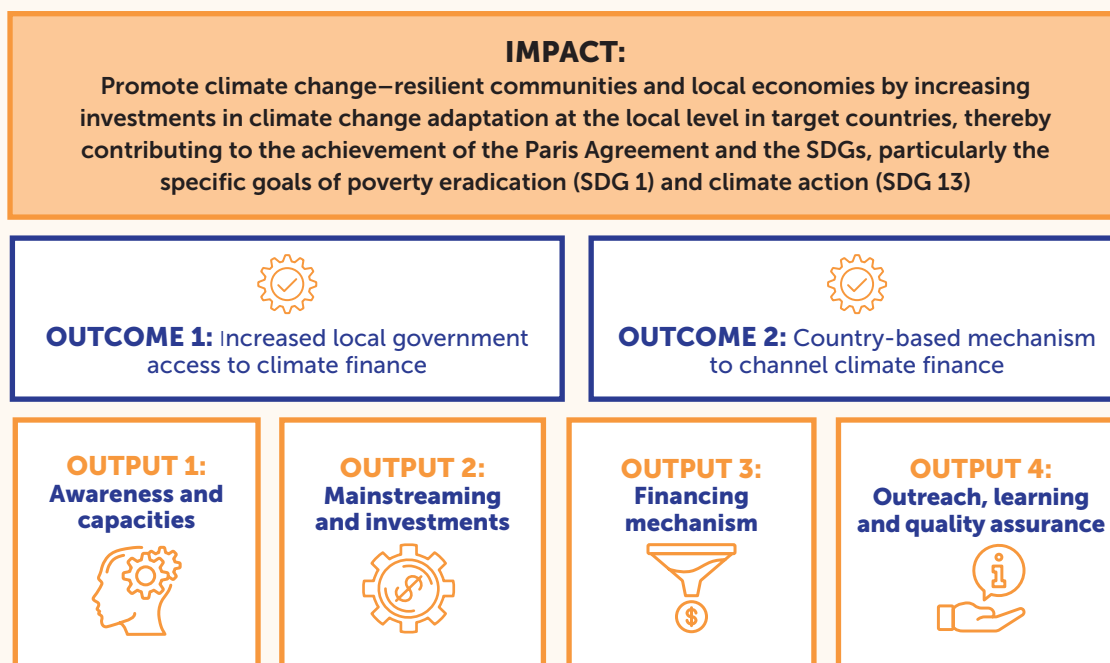 IMPACT:
Promote climate change–resilient communities and local economies by increasing
investments in climate change adaptation at the local level in target countries, thereby
contributing to the achievement of the Paris Agreement and the SDGs, particularly the
specific goals of poverty eradication (SDG 1) and climate action (SDG 13)
OUTCOME 1: Increased local government
access to climate finance
OUTCOME 2: Country-based mechanism
to channel climate finance
OUTPUT 1:
Awareness and
capacities
OUTPUT 2:
Mainstreaming
and investments
$
OUTPUT 3:
Financing
mechanism
$
OUTPUT 4:
Outreach, learning
and quality assurance
i